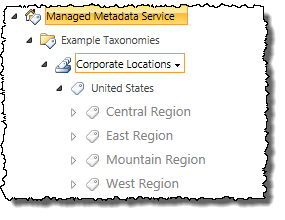 Managed Metadata Service
Example Taxonomies
Corporate Locations
United States
Central Region
East Region
Mountain Region
West Region